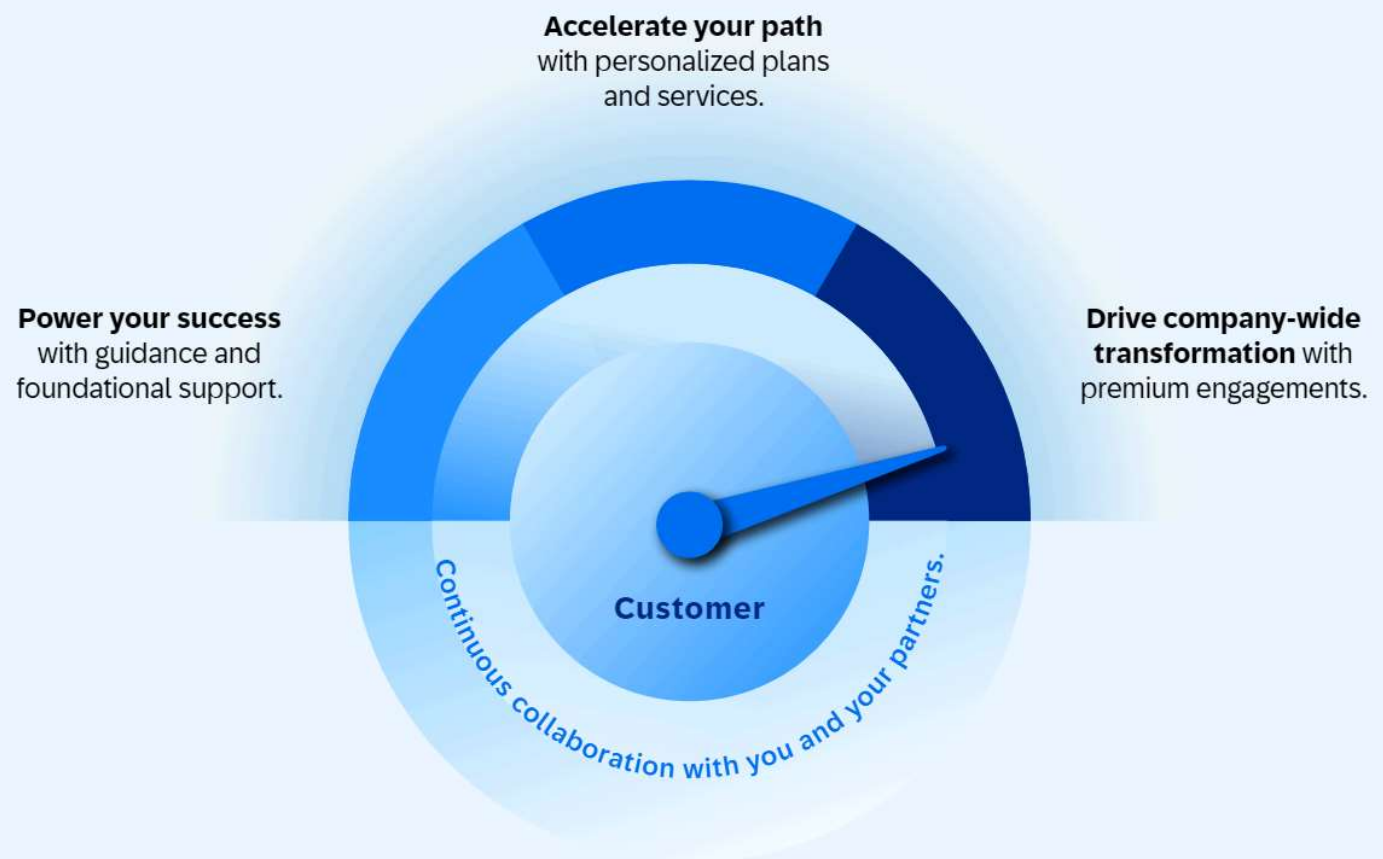 Accelerate your path
with personalized plans
and services.
Power your success
with guidance and
foundational support.
Drive company-wide
transformation with
premium engagements.
Customer
Continuous collaboration with you and your partners.